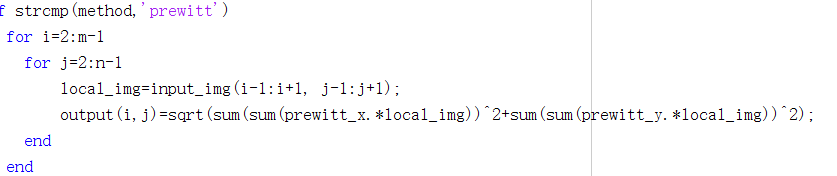 f strcmp(method,'prewitt')
for i=2:m-1
for j=2:n-1
local_img=input_img(i-1:i+1, j-1:j+1);
output(i,j)=sqrt(sum(sum(prewitt_x.*local_img))^2+sum(sum(prewitt_y.*local_img))^2);
end
end